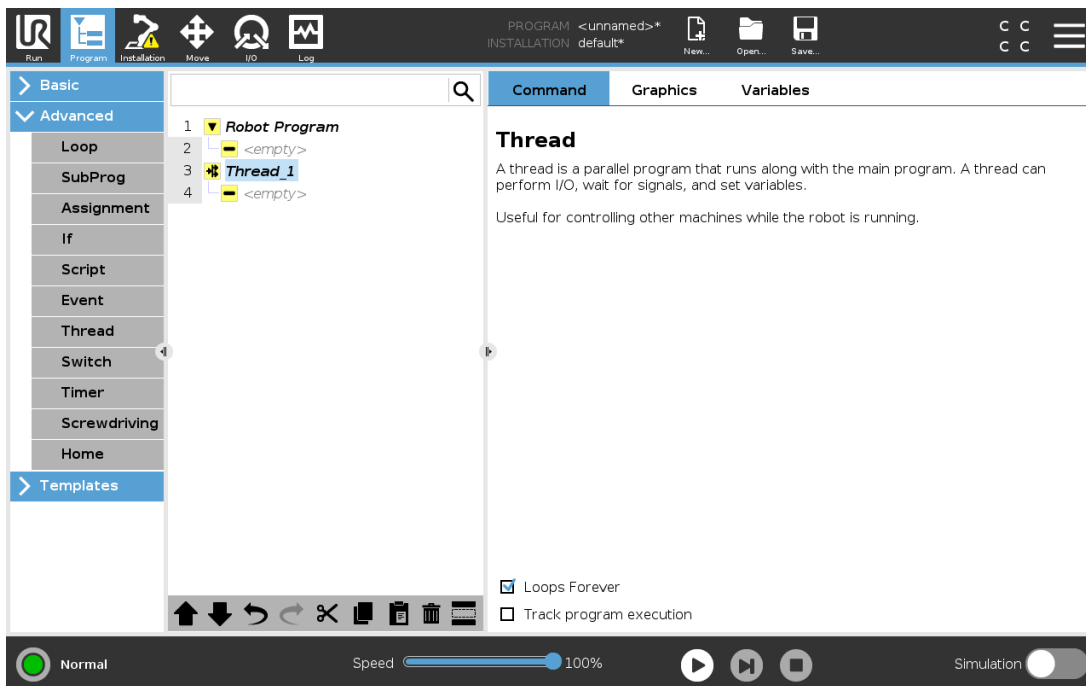 UR
PROGRAM <unnamed>*
INSTALLATION default*
C C
C C
Run
Program
Installation
Move
I/O
Log
New...
Open...
Save...
Basic
Advanced
Loop
SubProg
Assignment
If
Script
Event
Thread
Switch
Timer
Screwdriving
Home
Templates
1 Robot Program
2 <empty>
3 Thread_1
4 <empty>
Command Graphics Variables
Thread
A thread is a parallel program that runs along with the main program. A thread can
perform I/O, wait for signals, and set variables.
Useful for controlling other machines while the robot is running.
Loops Forever
Track program execution
Normal
Speed 100%
Simulation